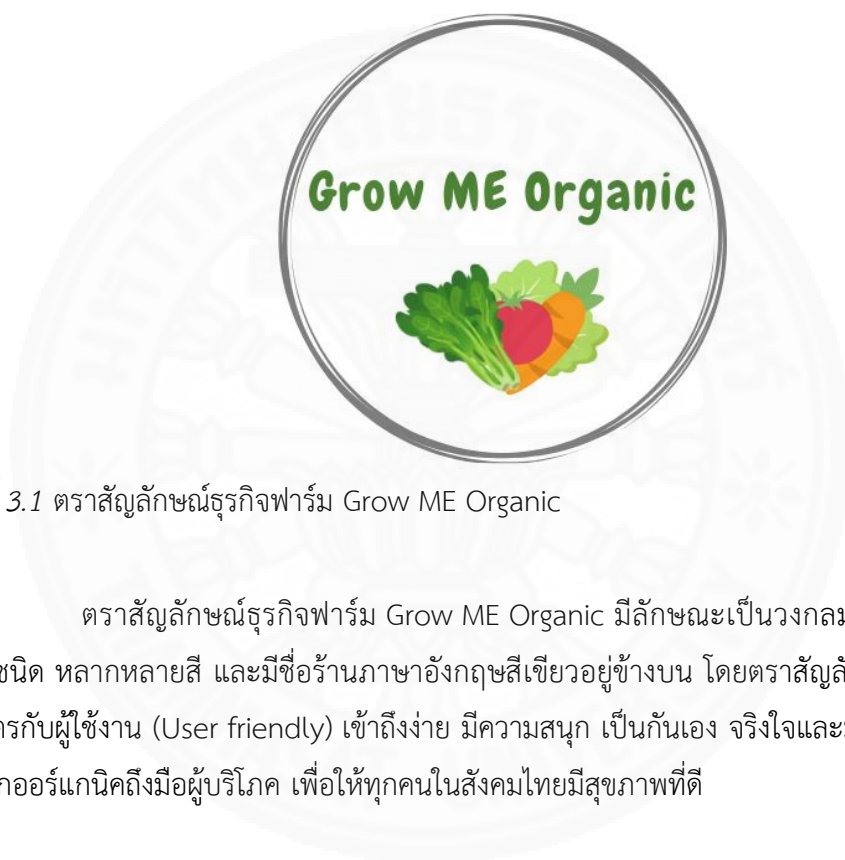 Grow ME Organic
3.1 ตราสัญลักษณ์ธุรกิจฟาร์ม Grow ME Organic
ตราสัญลักษณ์ธุรกิจฟาร์ม Grow ME Organic มีลักษณะเป็นวงกลม
ชนิด หลากหลายสี และมีชื่อร้านภาษาอังกฤษสีเขียวอยู่ข้างบน โดยตราสัญลั
รกับผู้ใช้งาน (User friendly) เข้าถึงง่าย มีความสนุก เป็นกันเอง จริงใจและ
กออร์แกนิคถึงมือผู้บริโภค เพื่อให้ทุกคนในสังคมไทยมีสุขภาพที่ดี